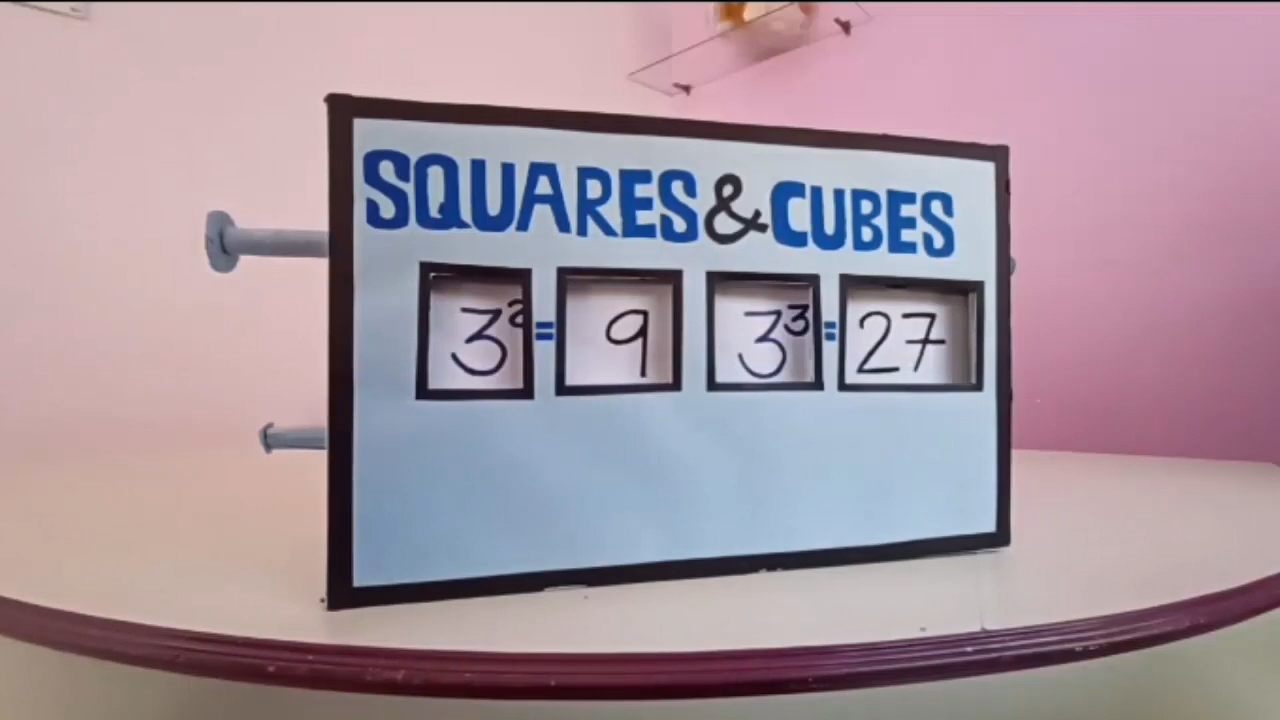 SQUARES & CUBES
3² = 9 3³ = 27